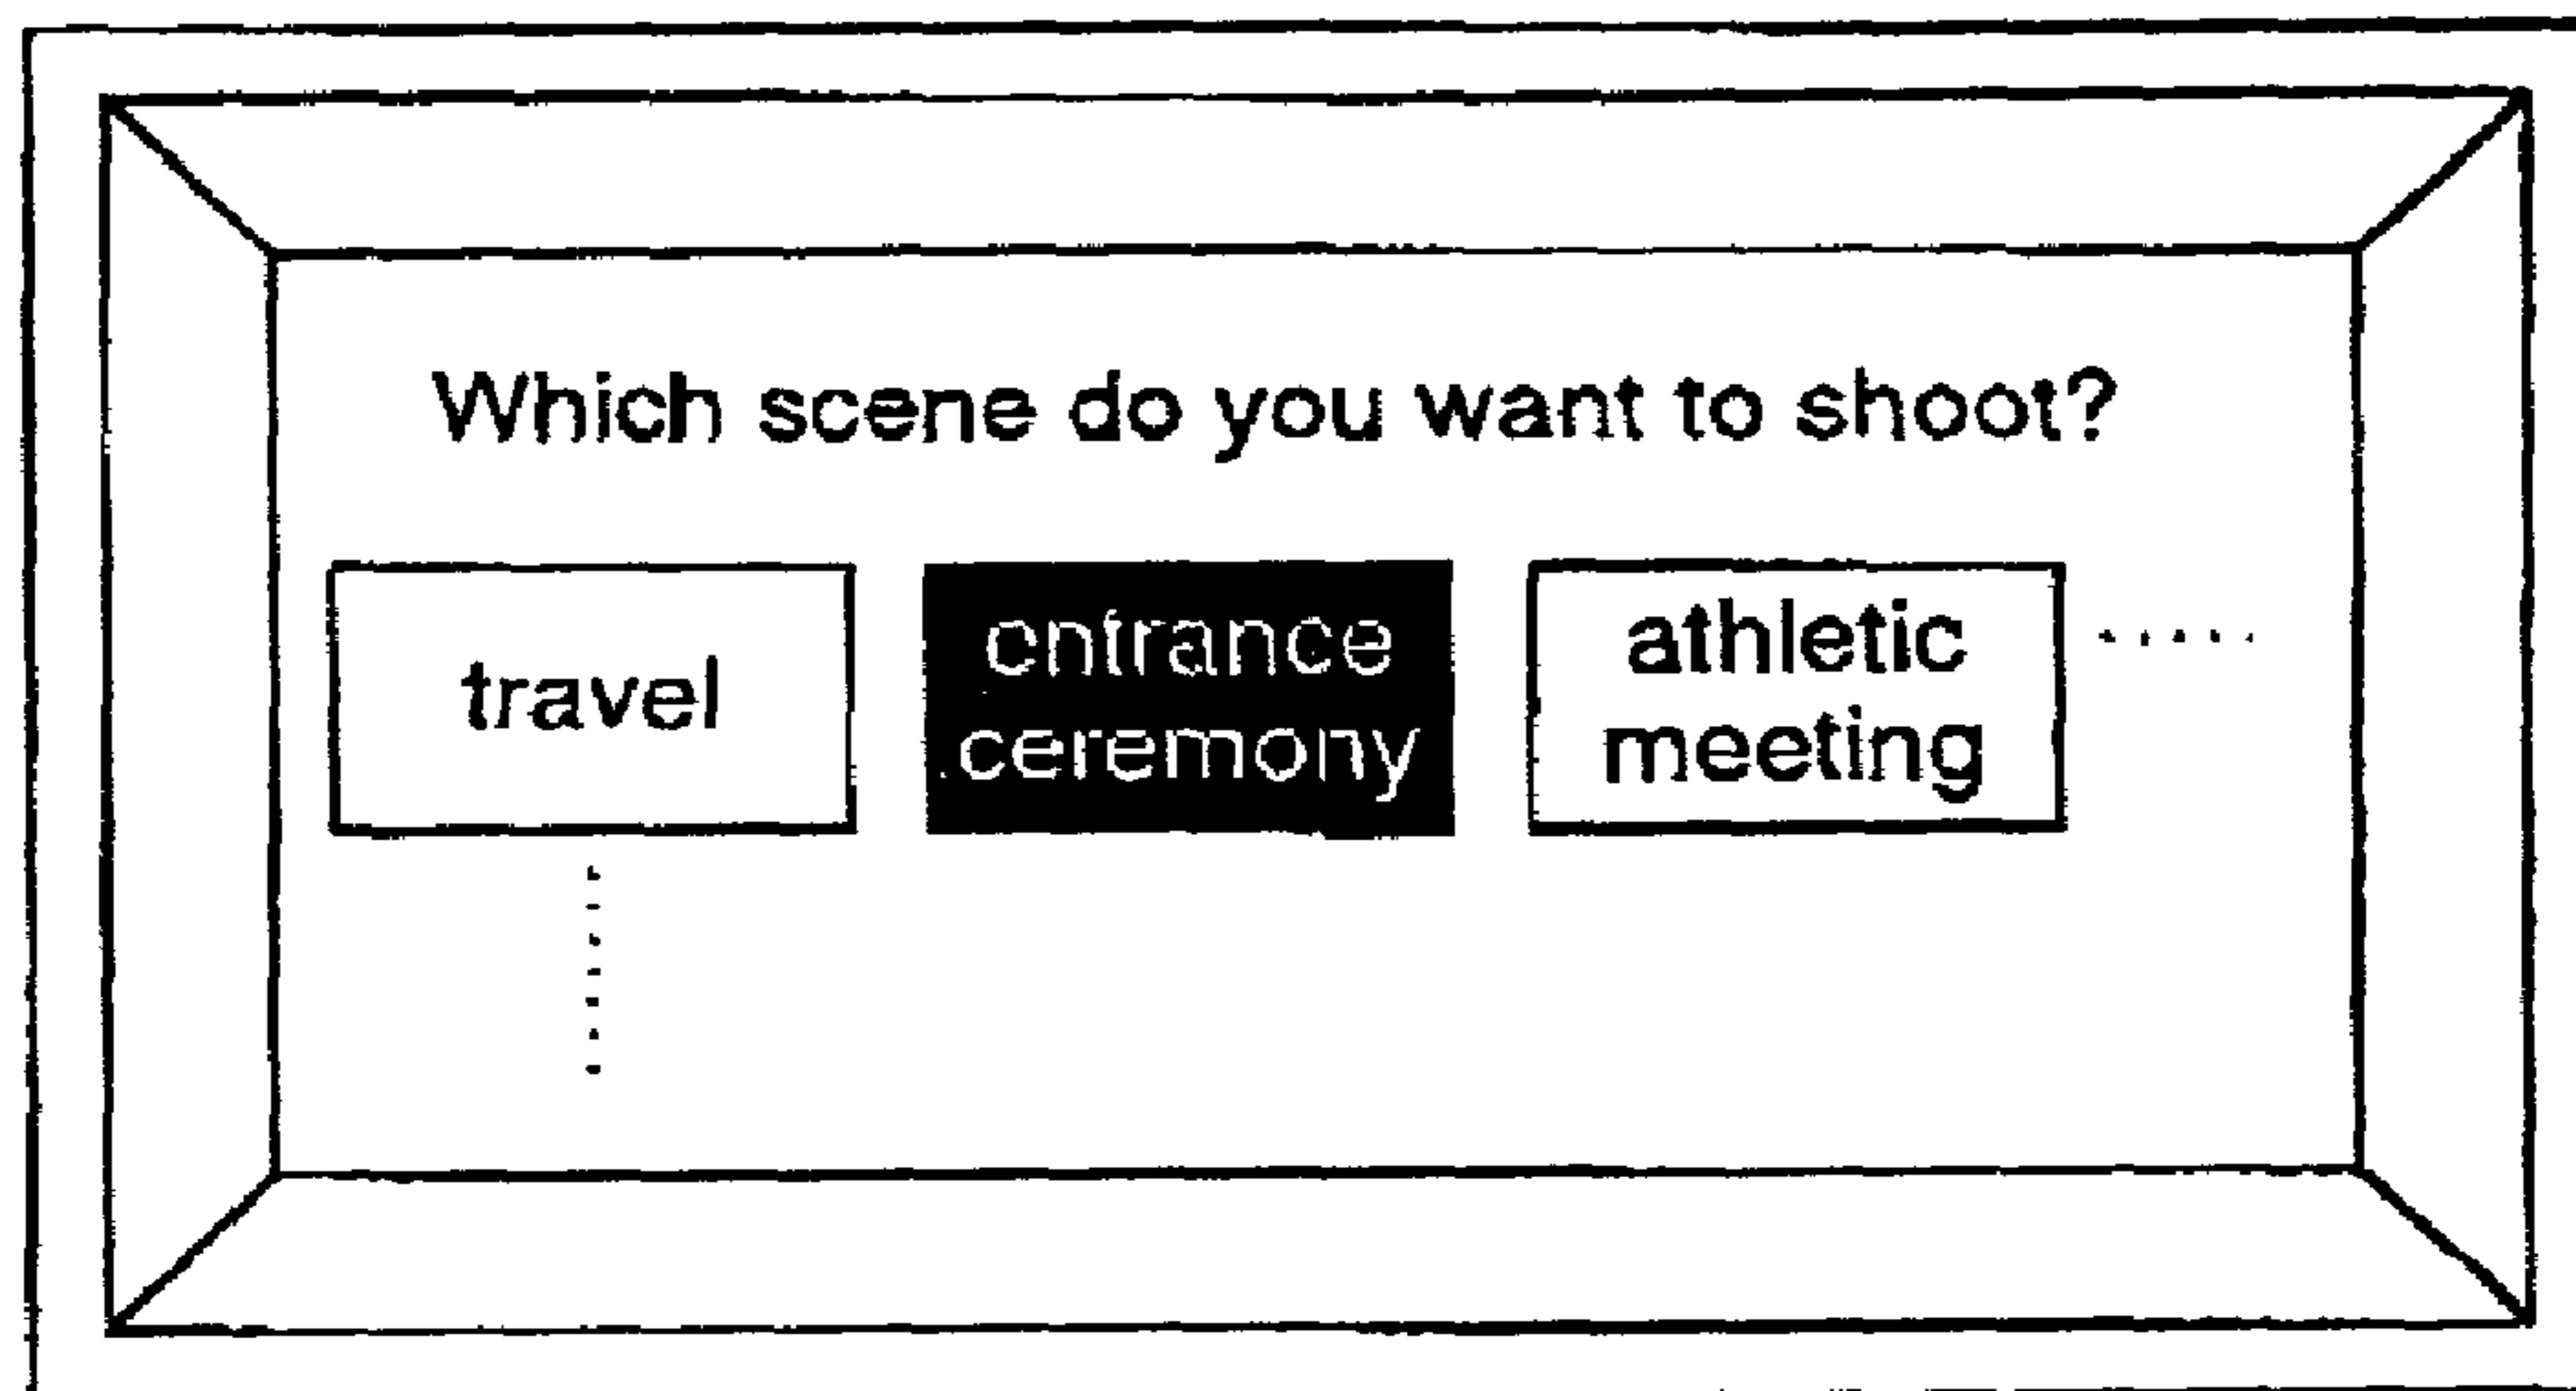 Which scene do you want to shoot?
travel
entrance
ceremony
athletic
meeting